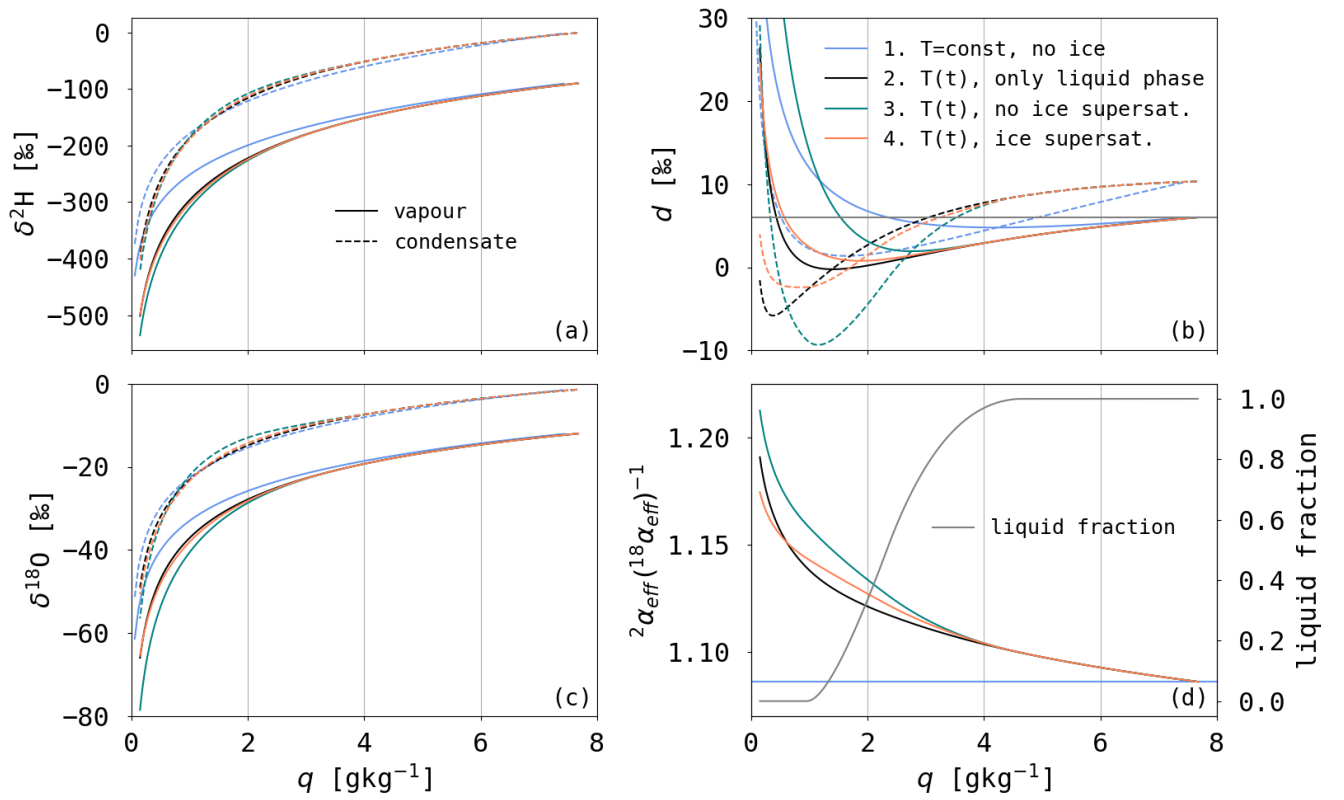 0
−100
−200
−300
−400
−500
δ²H [‰]
vapour
condensate
(a)
30
20
10
0
−10
d [‰]
1. T=const, no ice
2. T(t), only liquid phase
3. T(t), no ice supersat.
4. T(t), ice supersat.
(b)
0
−20
−40
−60
−80
δ¹⁸O [‰]
(c)
0 2 4 6 8
q [gkg⁻¹]
1.20
1.15
1.10
²α_eff(¹⁸α_eff)⁻¹
liquid fraction
(d)
1.0
0.8
0.6
0.4
0.2
0.0
liquid fraction
0 2 4 6 8
q [gkg⁻¹]